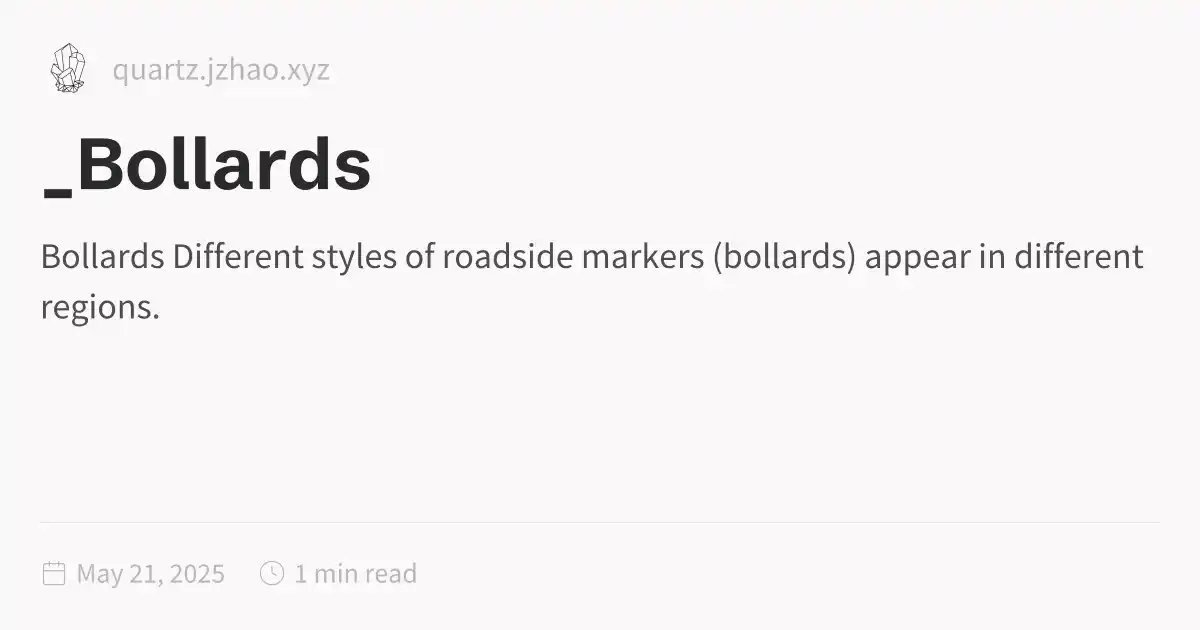 quartz.jzhao.xyz
_Bollards
Bollards Different styles of roadside markers (bollards) appear in different
regions.
May 21, 2025 1 min read